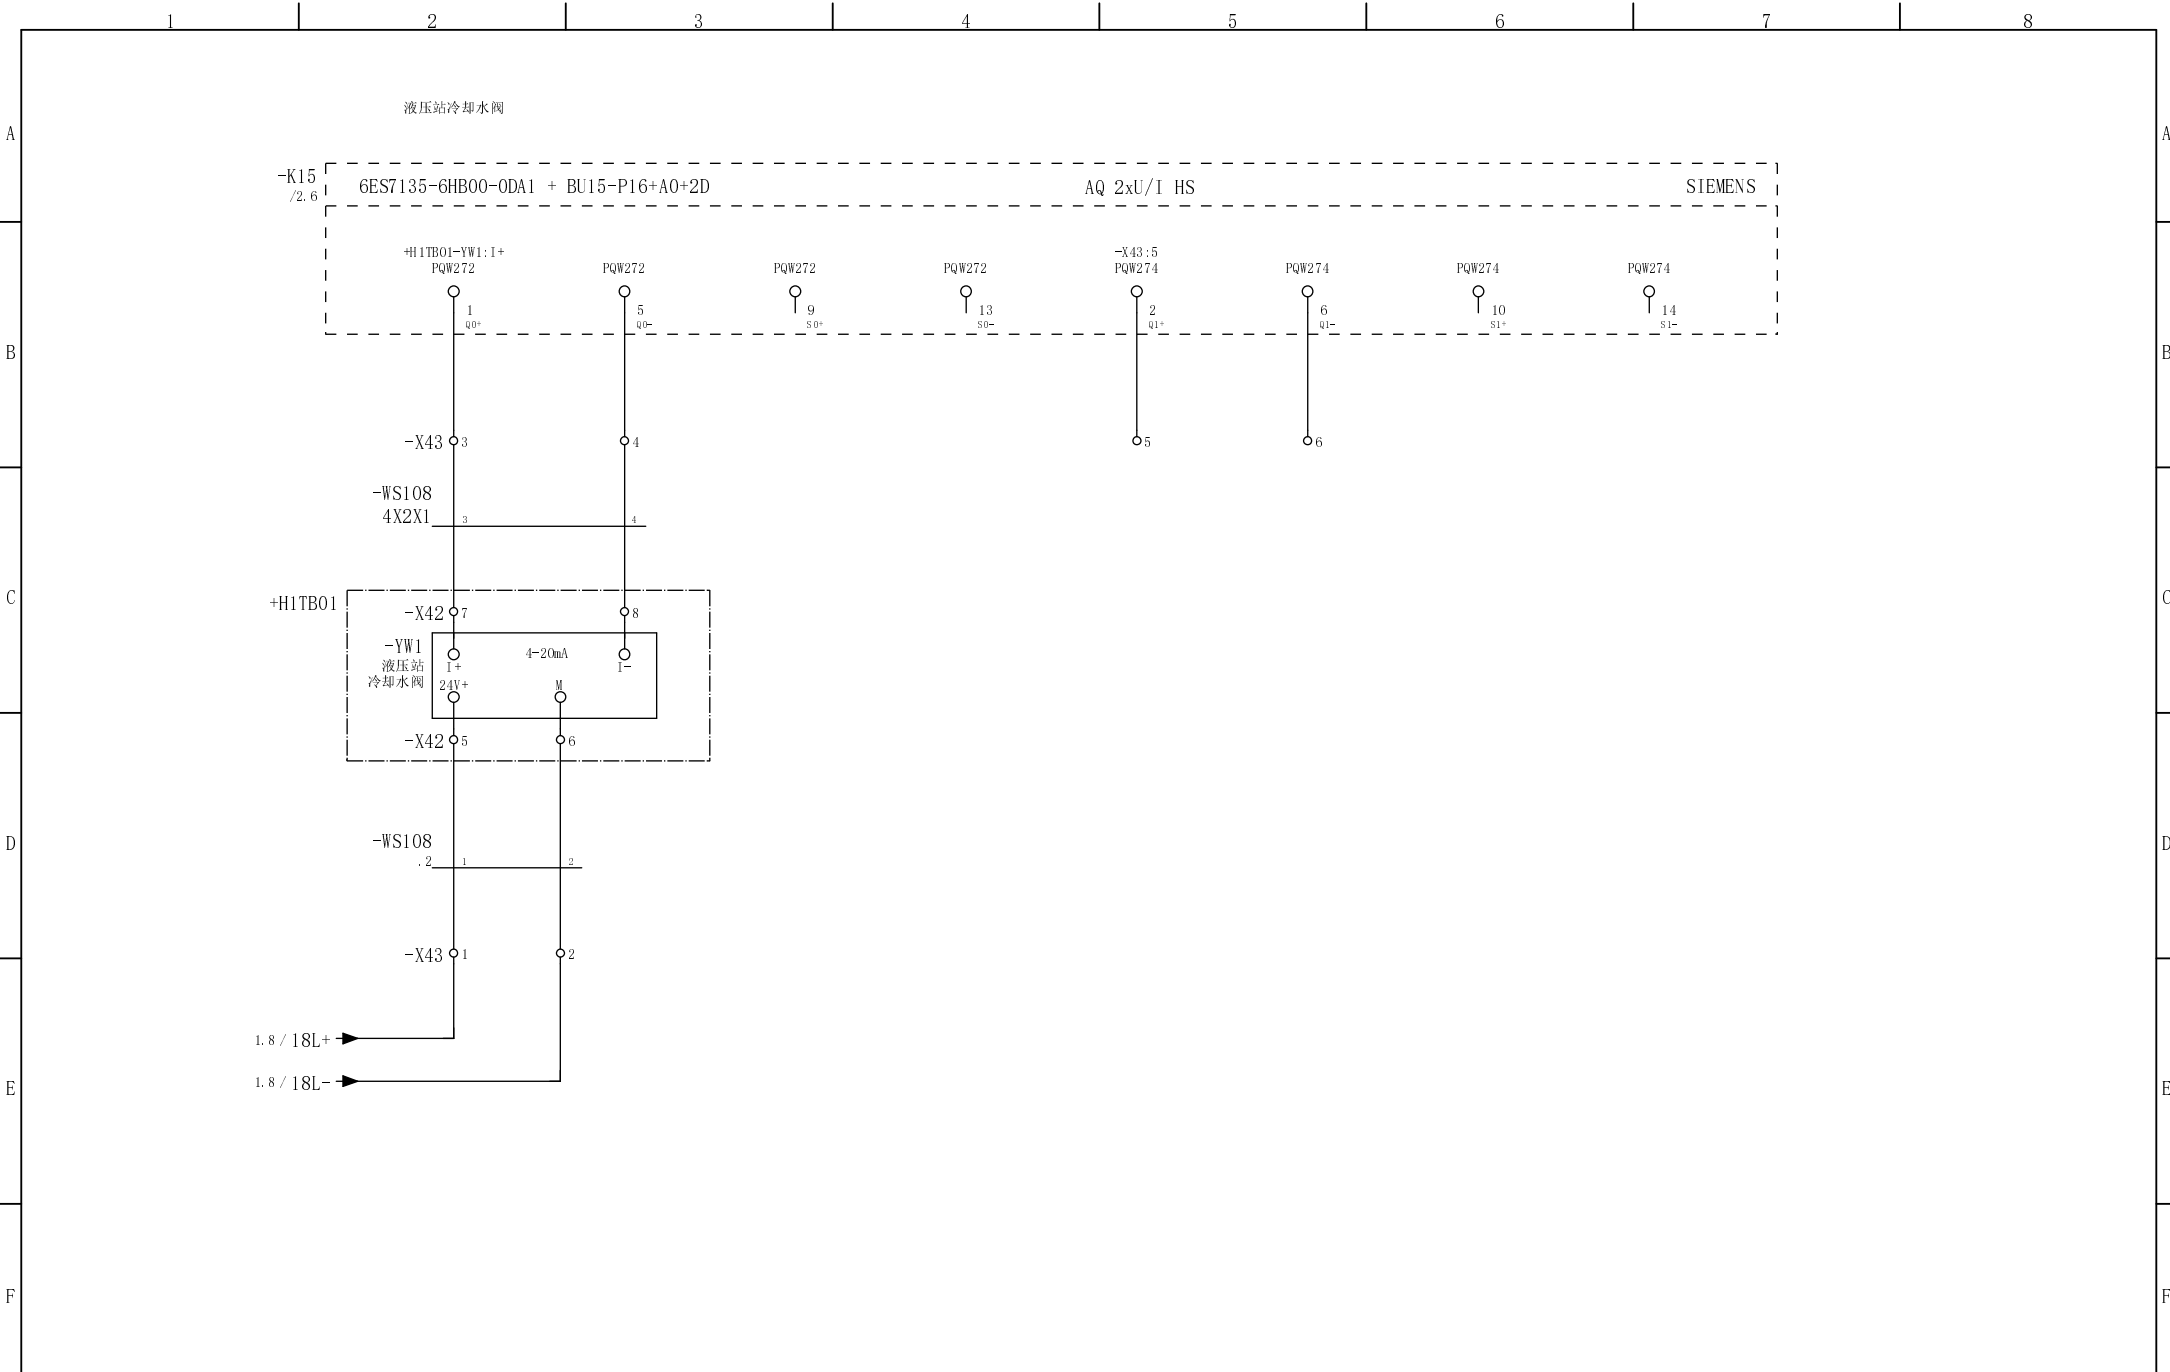 1 2 3 4 5 6 7 8
液压站冷却水阀
A A
-K15
/2.6
6ES7135-6HB00-0DA1 + BU15-P16+A0+2D AQ 2xU/I HS SIEMENS
+H1TB01-YW1:I+ -X43:5
PQW272 PQW272 PQW272 PQW272 PQW274 PQW274 PQW274 PQW274
1 5 9 13 2 6 10 14
Q0+ Q0- S0+ S0- Q1+ Q1- S1+ S1-
B B
-X43 3 4 5 6
-WS108
4X2X1 3 4
C C
+H1TB01
-X42 7 8
-YW1
液压站
冷却水阀
4-20mA
I+ I-
24V+ M
-X42 5 6
D D
-WS108
.2 1 2
-X43 1 2
1.8 / 18L+
1.8 / 18L-
E E
F F